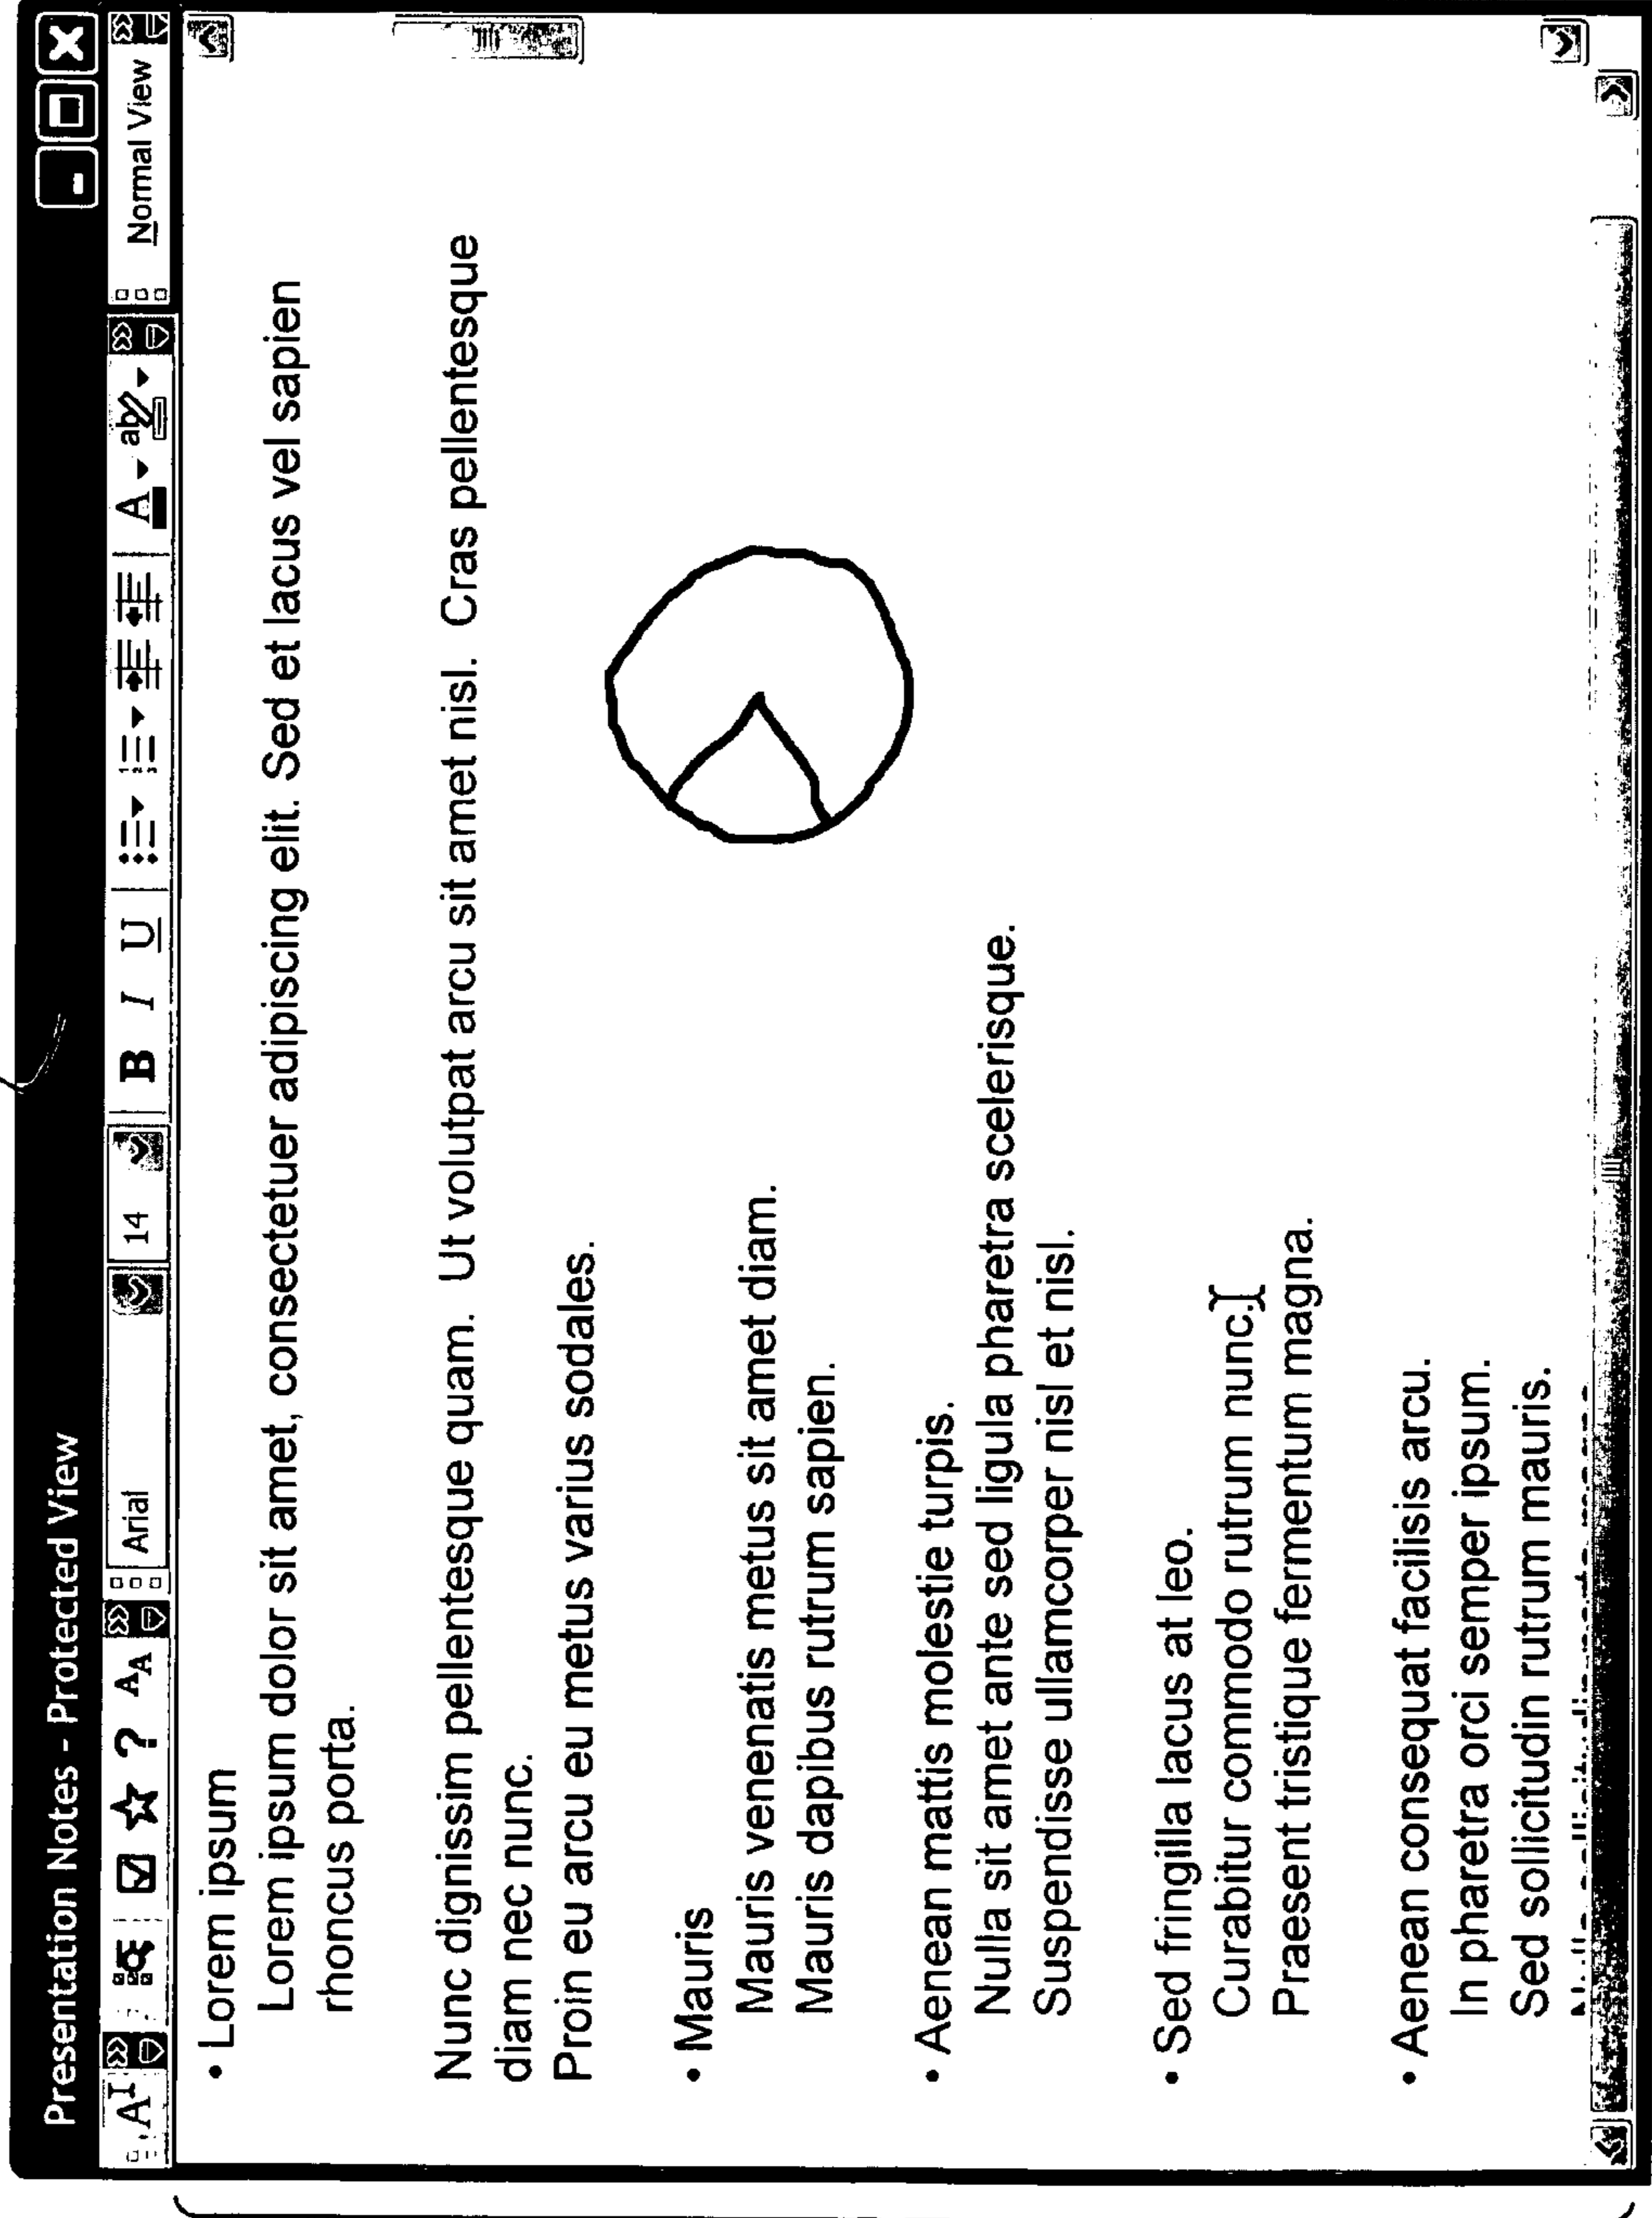 Presentation Notes - Protected View
Arial
14
B I U
Normal View
• Lorem ipsum
Lorem ipsum dolor sit amet, consectetuer adipiscing elit. Sed et lacus vel sapien
rhoncus porta.
Nunc dignissim pellentesque quam. Ut volutpat arcu sit amet nisl. Cras pellentesque
diam nec nunc.
Proin eu arcu eu metus varius sodales.
• Mauris
Mauris venenatis metus sit amet diam.
Mauris dapibus rutrum sapien.
• Aenean mattis molestie turpis.
Nulla sit amet ante sed ligula pharetra scelerisque.
Suspendisse ullamcorper nisl et nisl.
• Sed fringilla lacus at leo.
Curabitur commodo rutrum nunc.
Praesent tristique fermentum magna.
• Aenean consequat facilisis arcu.
In pharetra orci semper ipsum.
Sed sollicitudin rutrum mauris.